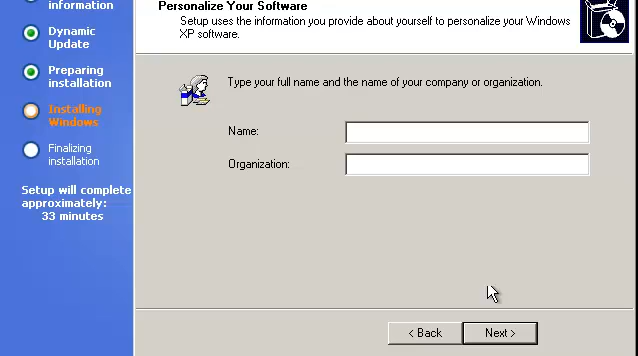 information
Dynamic
Update
Preparing
installation
Installing
Windows
Finalizing
installation
Setup will complete
approximately:
33 minutes
Personalize Your Software
Setup uses the information you provide about yourself to personalize your Windows
XP software.
Type your full name and the name of your company or organization.
Name:
Organization:
< Back
Next >